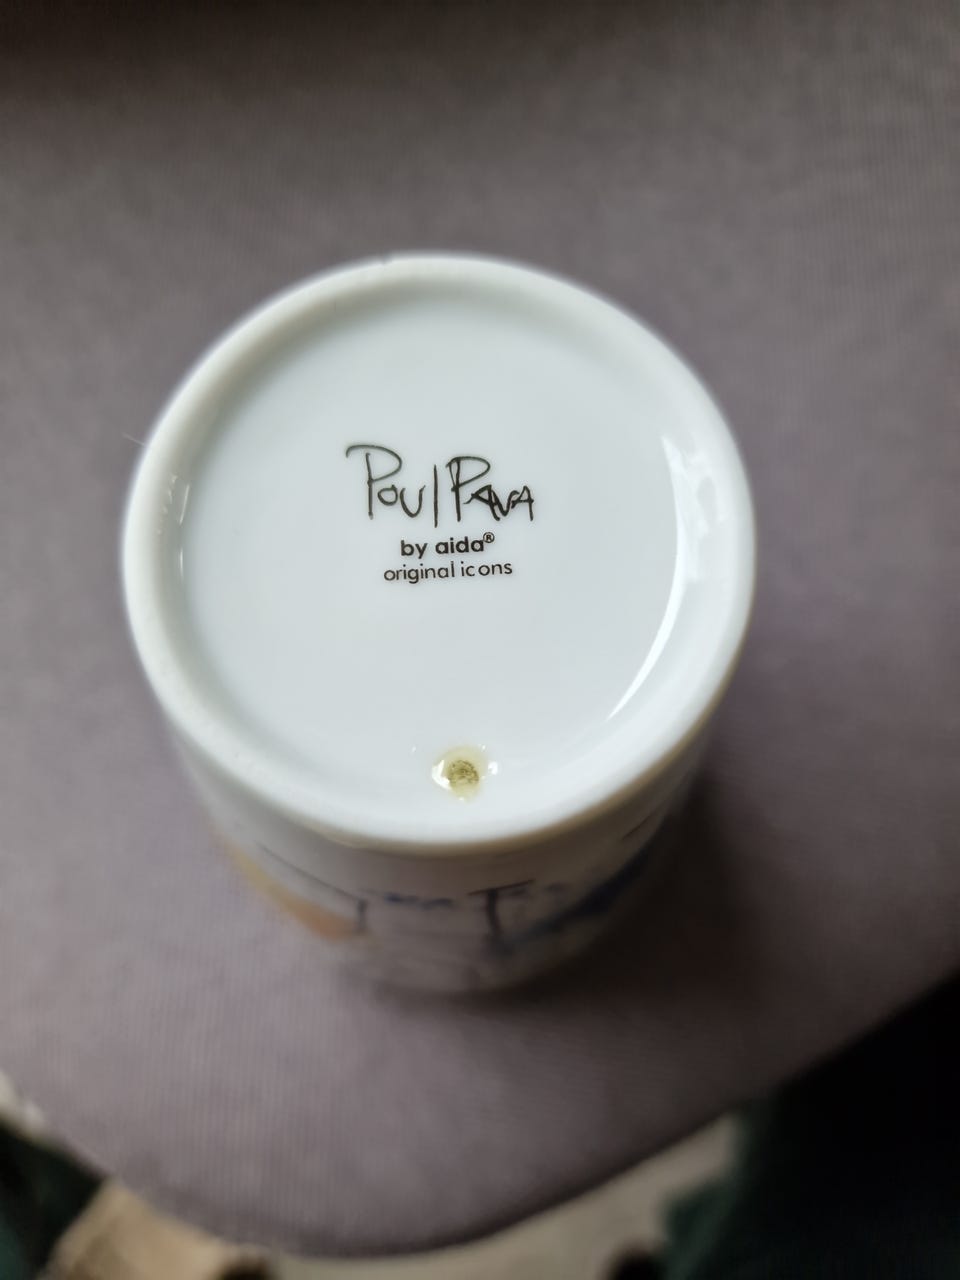 Poul Pava
by aida®
original icons